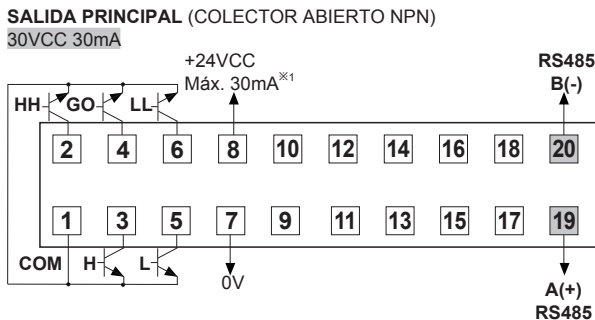 SALIDA PRINCIPAL (COLECTOR ABIERTO NPN)
30VCC 30mA
+24VCC
Máx. 30mA※1
RS485
B(-)
HH GO LL
2 4 6 8 10 12 14 16 18 20
1 3 5 7 9 11 13 15 17 19
COM H L
0V
A(+)
RS485